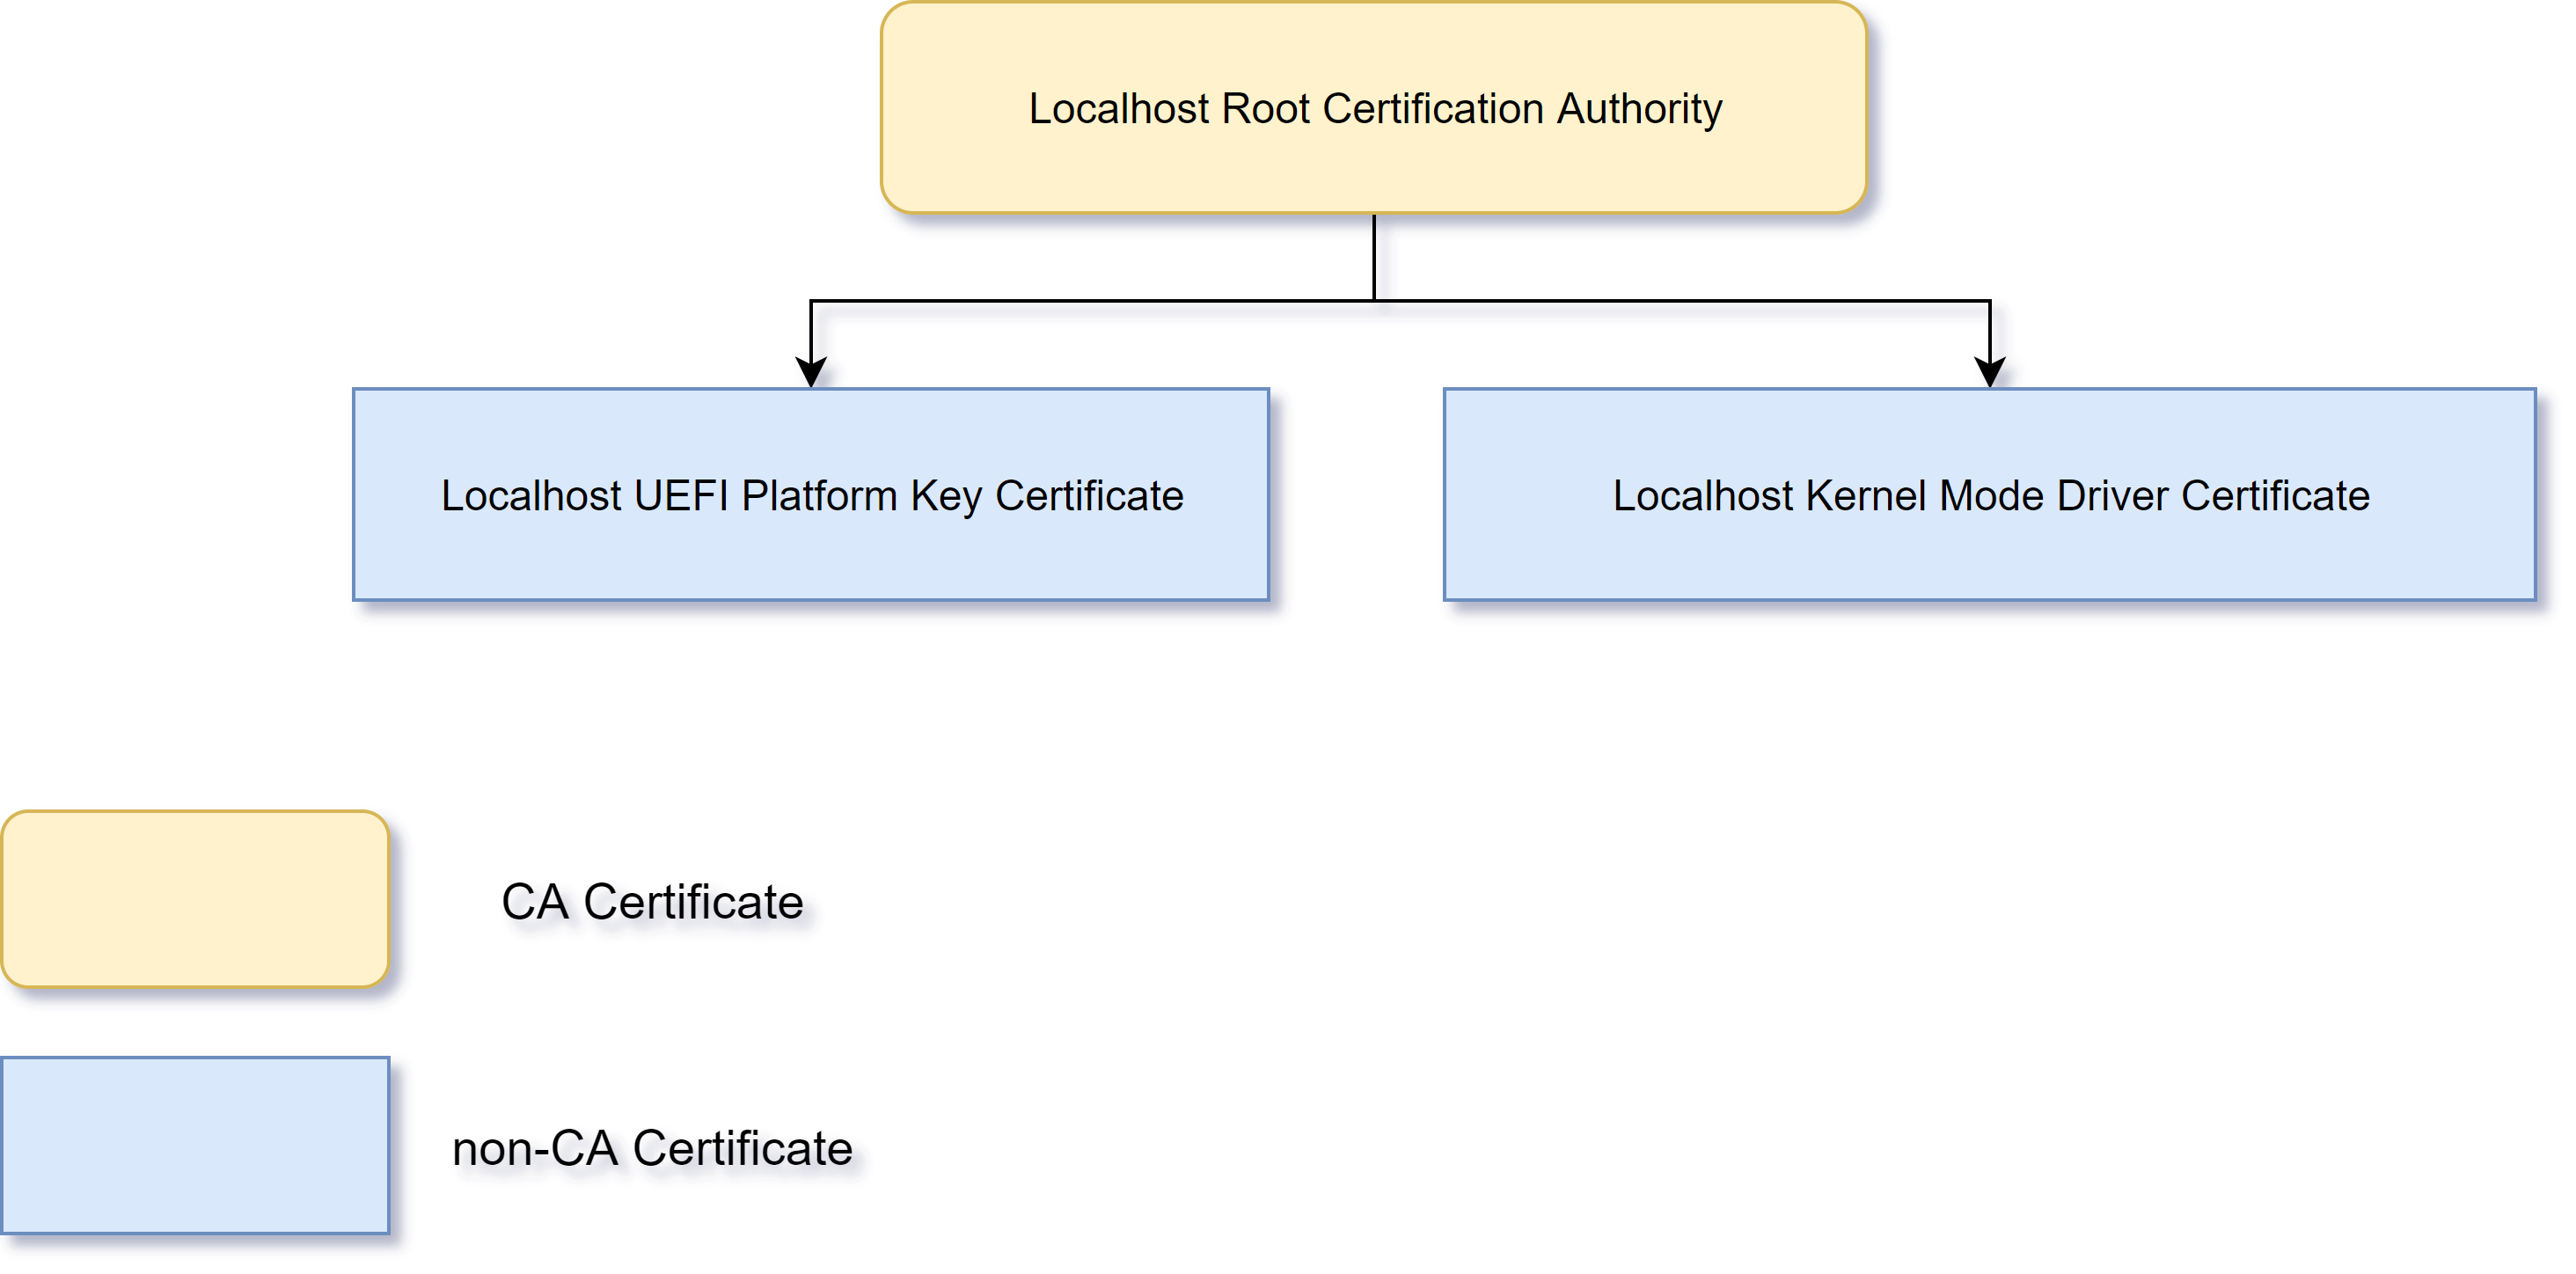 Localhost Root Certification Authority
Localhost UEFI Platform Key Certificate
Localhost Kernel Mode Driver Certificate
CA Certificate
non-CA Certificate